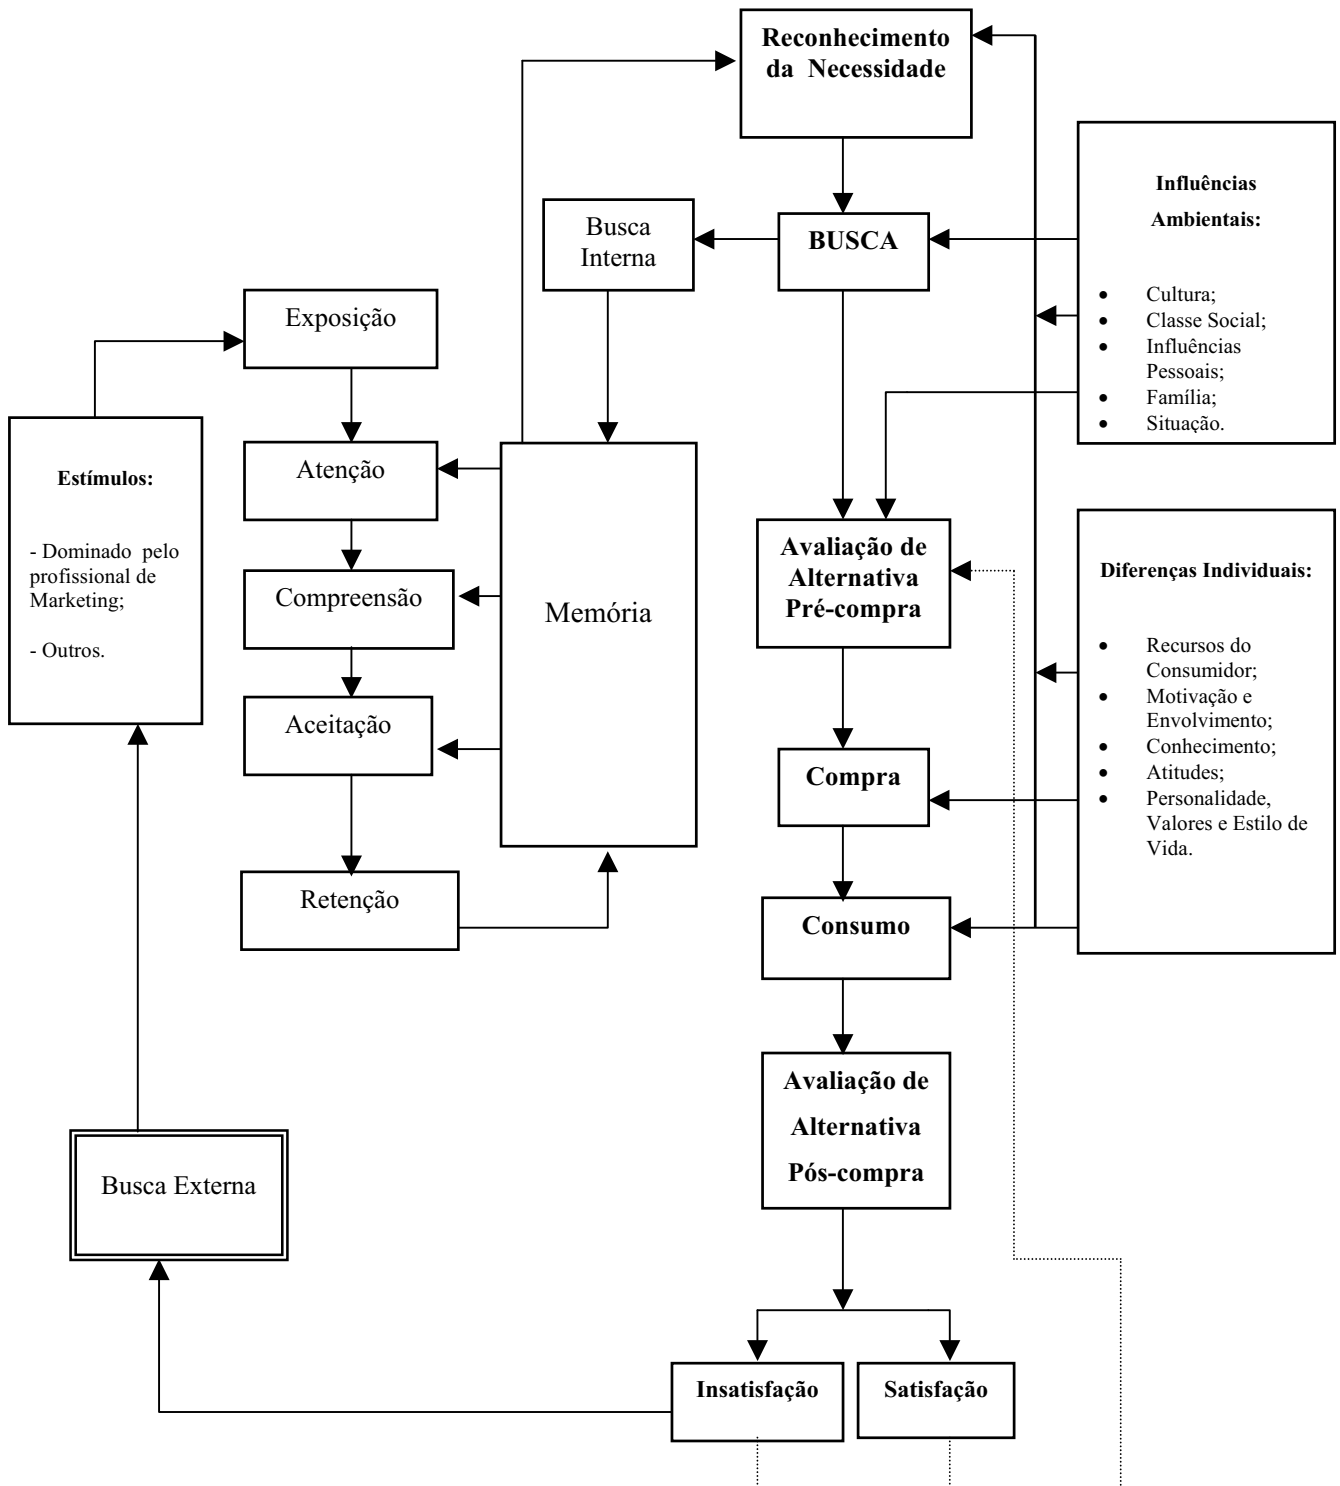 Reconhecimento
da Necessidade
Influências
Ambientais:
• Cultura;
• Classe Social;
• Influências
Pessoais;
• Família;
• Situação.
Busca
Interna
BUSCA
Exposição
Estímulos:
- Dominado pelo
profissional de
Marketing;
- Outros.
Atenção
Compreensão
Aceitação
Retenção
Memória
Avaliação de
Alternativa
Pré-compra
Diferenças Individuais:
• Recursos do
Consumidor;
• Motivação e
Envolvimento;
• Conhecimento;
• Atitudes;
• Personalidade,
Valores e Estilo de
Vida.
Compra
Consumo
Avaliação de
Alternativa
Pós-compra
Busca Externa
Insatisfação
Satisfação